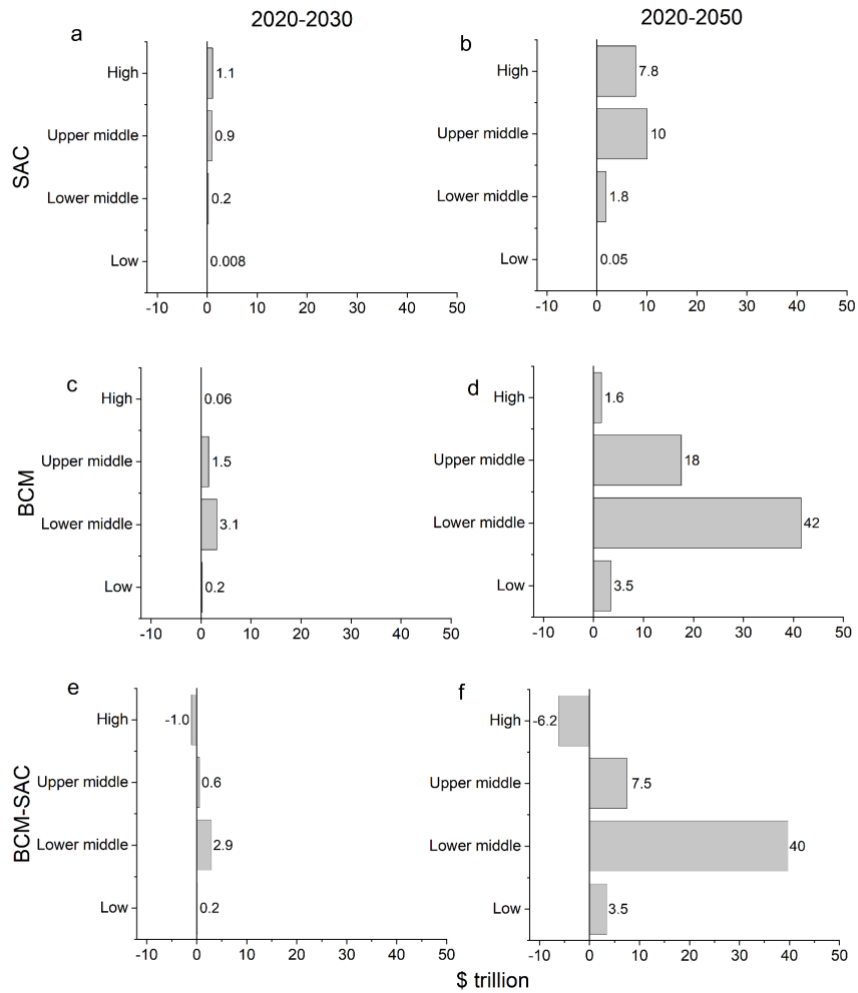 2020-2030
2020-2050
a
High
1.1
Upper middle
0.9
Lower middle
0.2
Low
0.008
-10 0 10 20 30 40 50
SAC
b
High
7.8
Upper middle
10
Lower middle
1.8
Low
0.05
-10 0 10 20 30 40 50
c
High
0.06
Upper middle
1.5
Lower middle
3.1
Low
0.2
-10 0 10 20 30 40 50
BCM
d
High
1.6
Upper middle
18
Lower middle
42
Low
3.5
-10 0 10 20 30 40 50
e
High
-1.0
Upper middle
0.6
Lower middle
2.9
Low
0.2
-10 0 10 20 30 40 50
BCM-SAC
f
High
-6.2
Upper middle
7.5
Lower middle
40
Low
3.5
-10 0 10 20 30 40 50
$ trillion